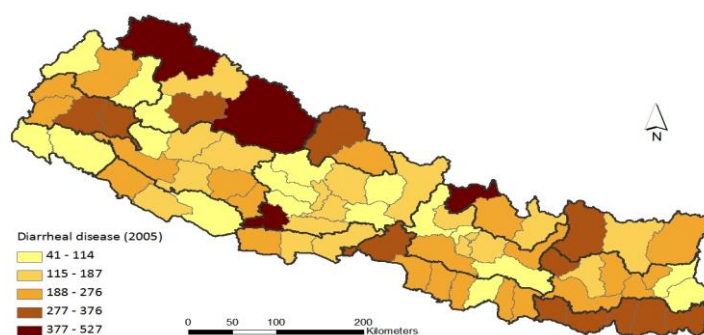 N
Diarrheal disease (2005)
41 - 114
115 - 187
188 - 276
277 - 376
377 - 527
0 50 100 200
Kilometers